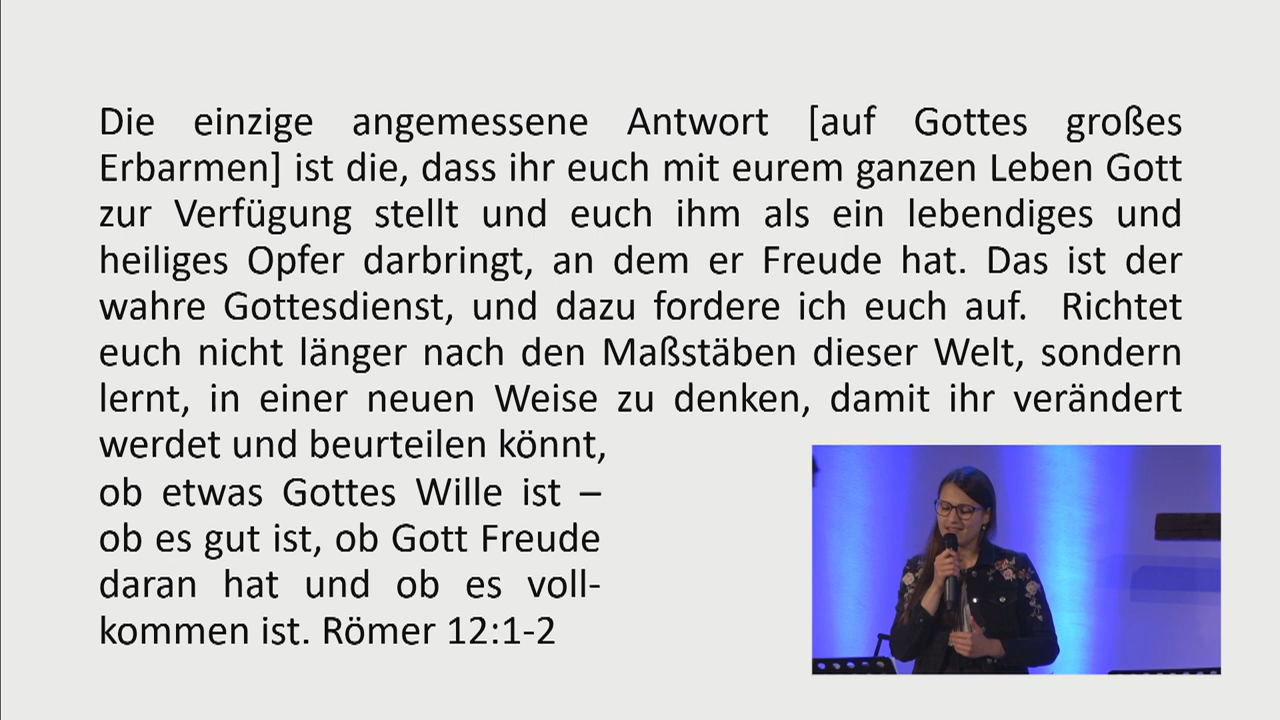 Die einzige angemessene Antwort [auf Gottes großes
Erbarmen] ist die, dass ihr euch mit eurem ganzen Leben Gott
zur Verfügung stellt und euch ihm als ein lebendiges und
heiliges Opfer darbringt, an dem er Freude hat. Das ist der
wahre Gottesdienst, und dazu fordere ich euch auf. Richtet
euch nicht länger nach den Maßstäben dieser Welt, sondern
lernt, in einer neuen Weise zu denken, damit ihr verändert
werdet und beurteilen könnt,
ob etwas Gottes Wille ist –
ob es gut ist, ob Gott Freude
daran hat und ob es voll-
kommen ist. Römer 12:1-2